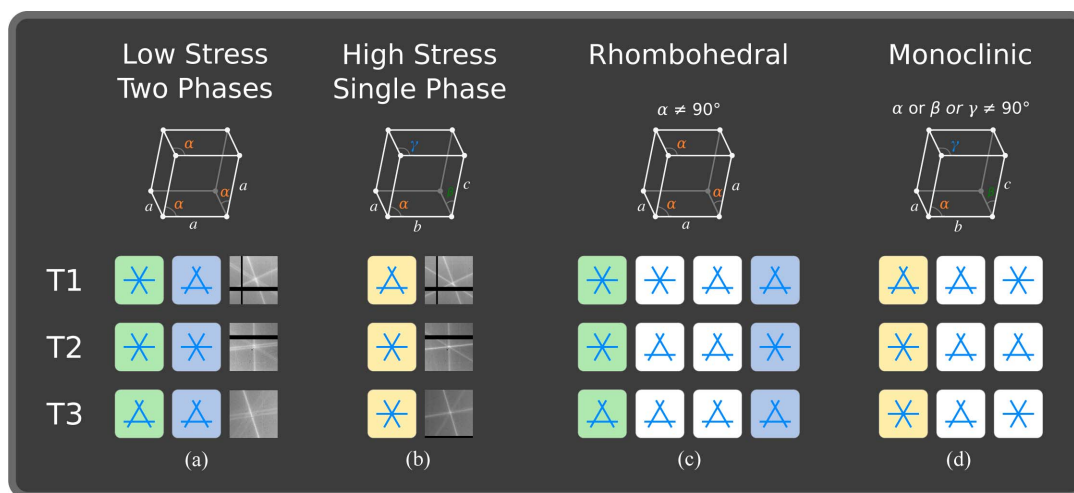 Low Stress
Two Phases
High Stress
Single Phase
Rhombohedral
Monoclinic
α ≠ 90°
α or β or γ ≠ 90°
α
α
a
a
α
a
γ
c
a
α
b
α
α
a
a
α
a
γ
c
a
α
b
T1
T2
T3
(a)
(b)
(c)
(d)